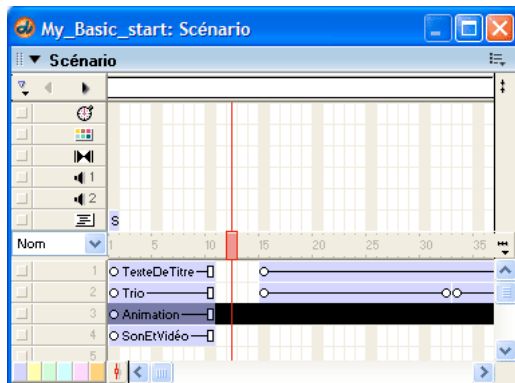 My_Basic_start: Scénario
Scénario
1
2
S
Nom
1 5 10 15 20 25 30 35
1 TexteDeTitre
2 Trio
3 Animation
4 SonEtVidéo
5